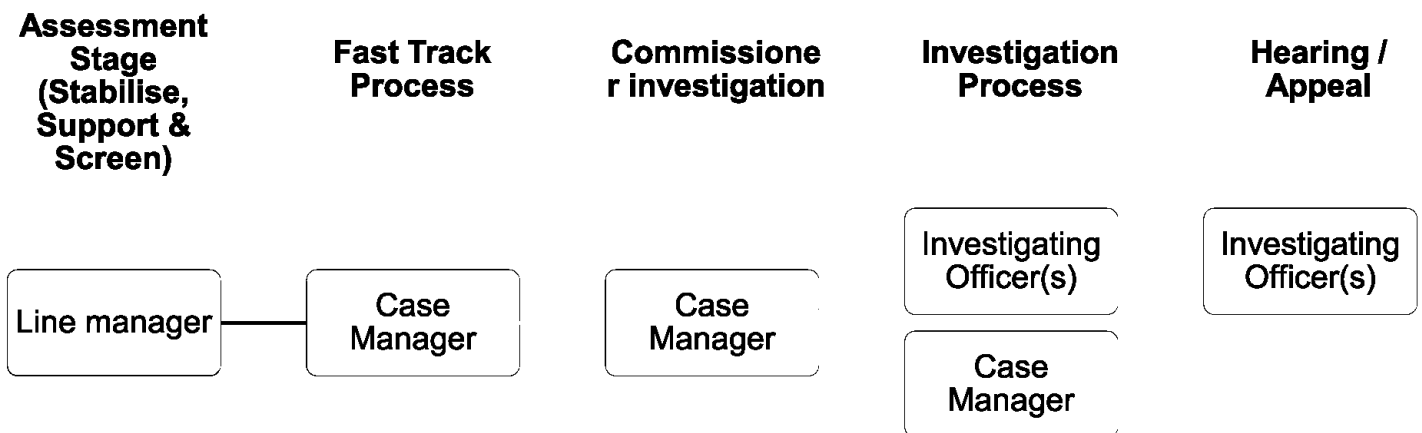 Assessment
Stage
(Stabilise,
Support &
Screen)
Fast Track
Process
Commissione
r investigation
Investigation
Process
Hearing /
Appeal
Line manager
Case
Manager
Case
Manager
Investigating
Officer(s)
Case
Manager
Investigating
Officer(s)